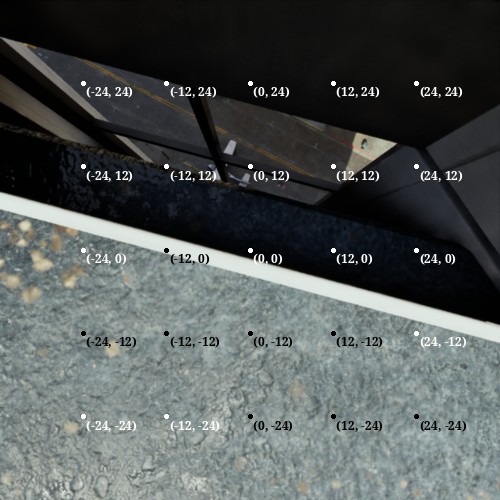 (-24, 24) (-12, 24) (0, 24) (12, 24) (24, 24)
(-24, 12) (-12, 12) (0, 12) (12, 12) (24, 12)
(-24, 0) (-12, 0) (0, 0) (12, 0) (24, 0)
(-24, -12) (-12, -12) (0, -12) (12, -12) (24, -12)
(-24, -24) (-12, -24) (0, -24) (12, -24) (24, -24)